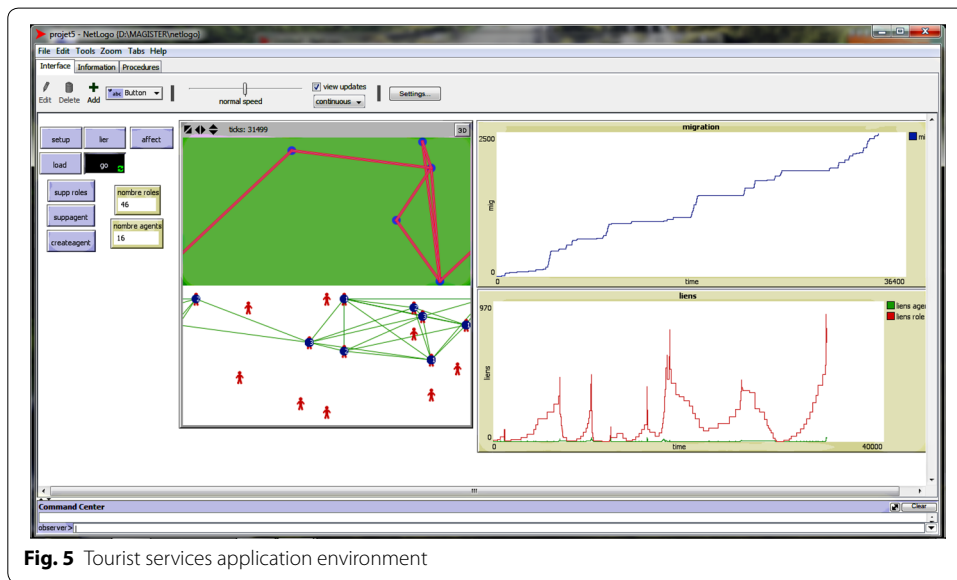 projet5 - NetLogo (D:\MAGISTER\netlogo)
File Edit Tools Zoom Tabs Help
Interface Information Procedures
Edit Delete Add abc Button normal speed view updates continuous Settings...
setup lier affect
load go
supp roles
suppagent
createagent
nombre roles
46
nombre agents
16
ticks: 31499 3D
migration
2500
mig
0
0 time 36400
mi
liens
970
liens
0
0 time 40000
liens agen
liens role
Command Center Clear
observer>
Fig. 5 Tourist services application environment